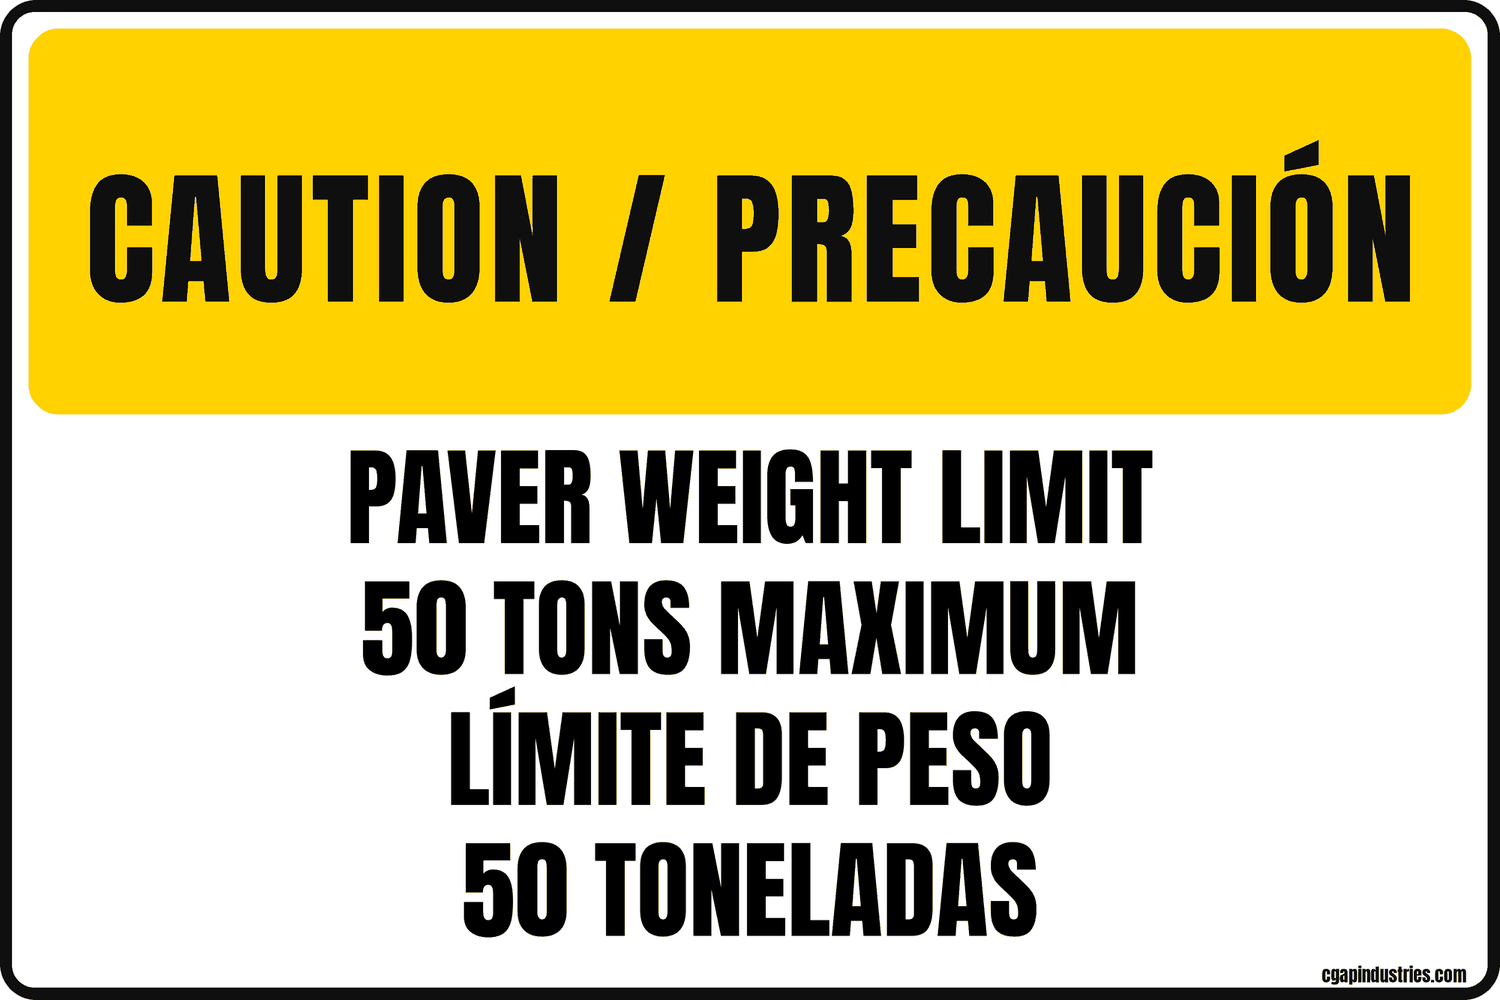 CAUTION / PRECAUCIÓN
PAVER WEIGHT LIMIT
50 TONS MAXIMUM
LÍMITE DE PESO
50 TONELADAS
cgapindustries.com